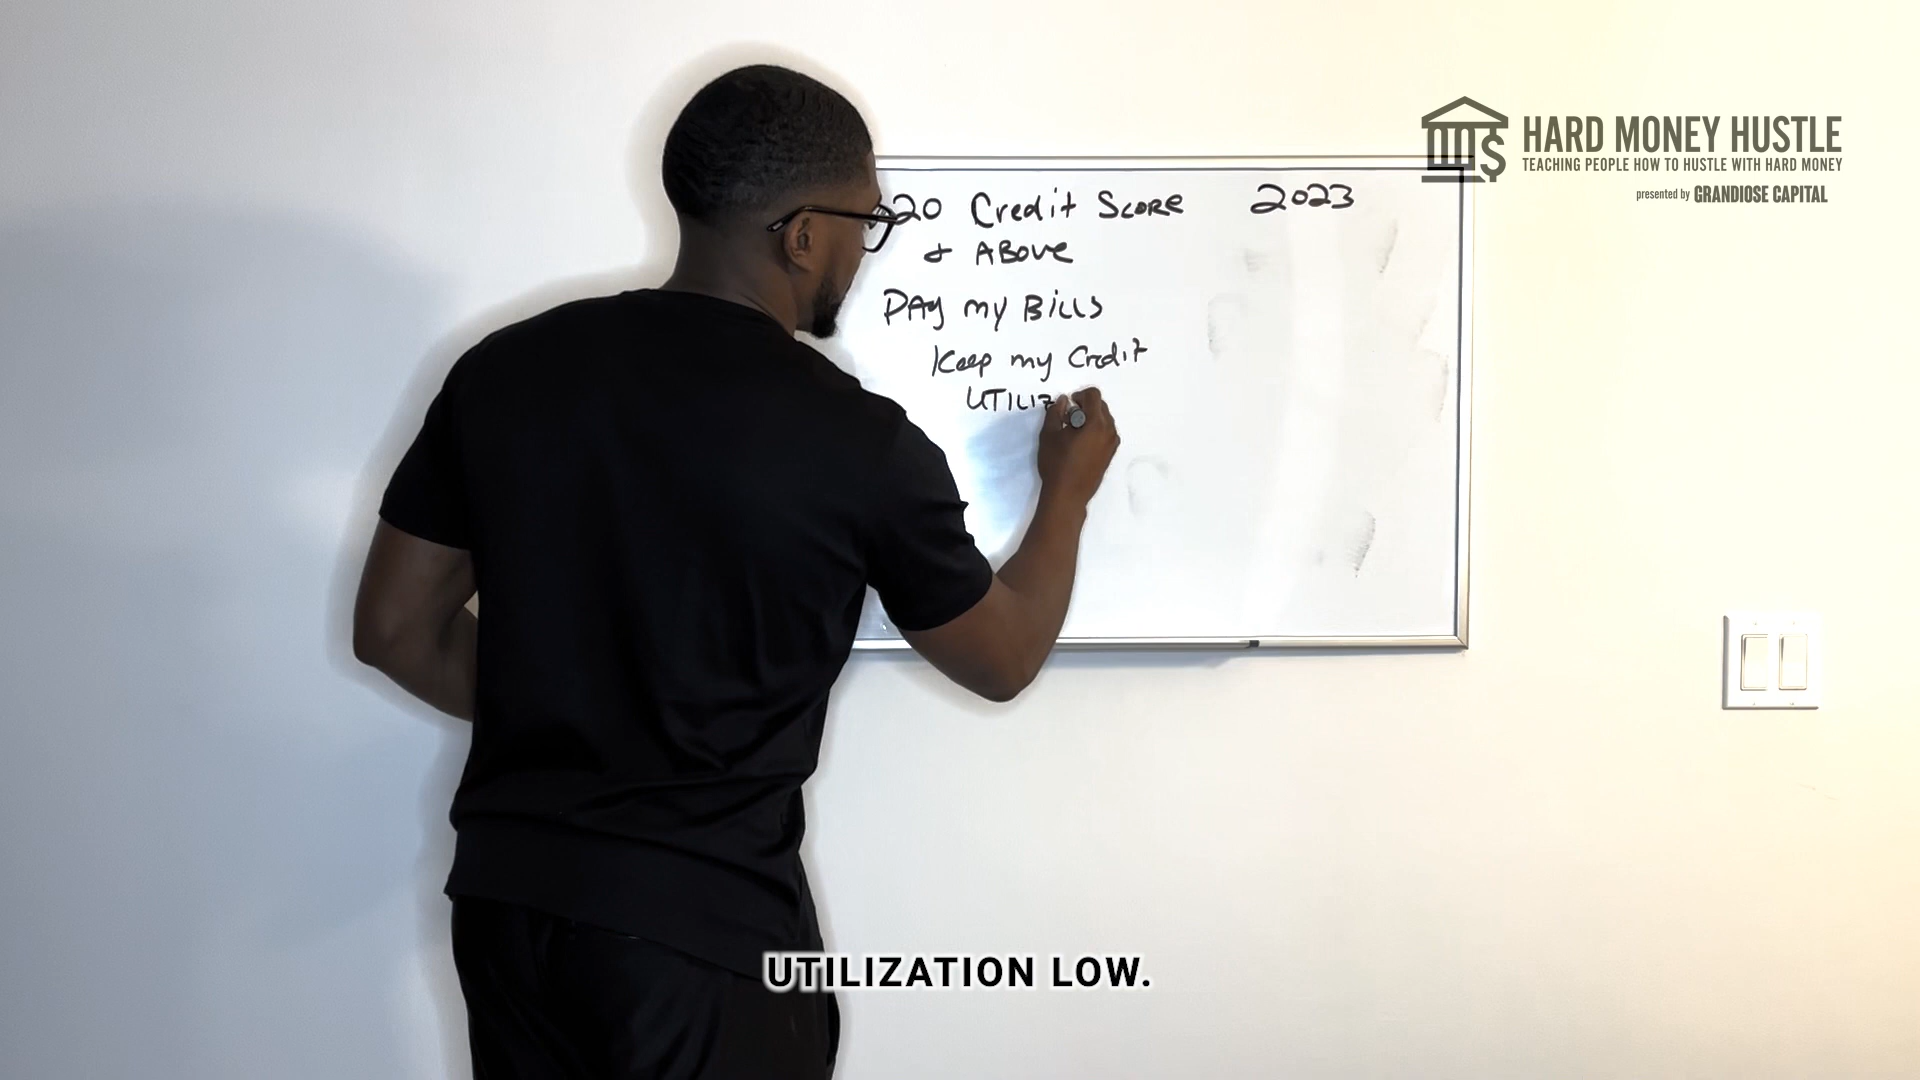 HARD MONEY HUSTLE
TEACHING PEOPLE HOW TO HUSTLE WITH HARD MONEY
presented by GRANDIOSE CAPITAL
20 Credit Score 2023
& Above
Pay my Bills
Keep my Credit
UTILIZ
UTILIZATION LOW.